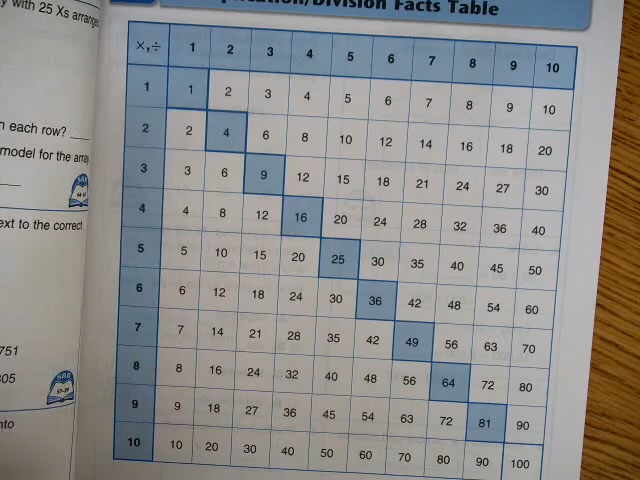 y with 25 Xs arrange
n each row?
model for the array
ext to the correct
751
305
nto
SRB
SRB
/Division Facts Table
×,÷ 1 2 3 4 5 6 7 8 9 10
1 1 2 3 4 5 6 7 8 9 10
2 2 4 6 8 10 12 14 16 18 20
3 3 6 9 12 15 18 21 24 27 30
4 4 8 12 16 20 24 28 32 36 40
5 5 10 15 20 25 30 35 40 45 50
6 6 12 18 24 30 36 42 48 54 60
7 7 14 21 28 35 42 49 56 63 70
8 8 16 24 32 40 48 56 64 72 80
9 9 18 27 36 45 54 63 72 81 90
10 10 20 30 40 50 60 70 80 90 100